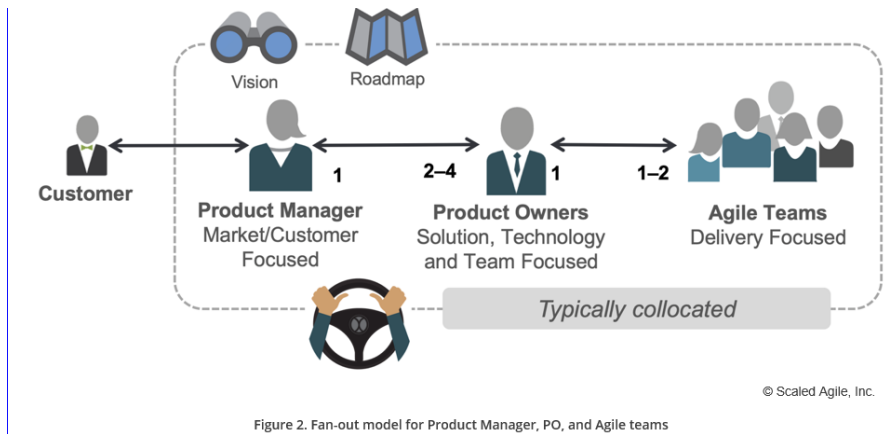 Vision
Roadmap
Customer
1
2–4
1
1–2
Product Manager
Market/Customer
Focused
Product Owners
Solution, Technology
and Team Focused
Agile Teams
Delivery Focused
Typically collocated
© Scaled Agile, Inc.
Figure 2. Fan-out model for Product Manager, PO, and Agile teams